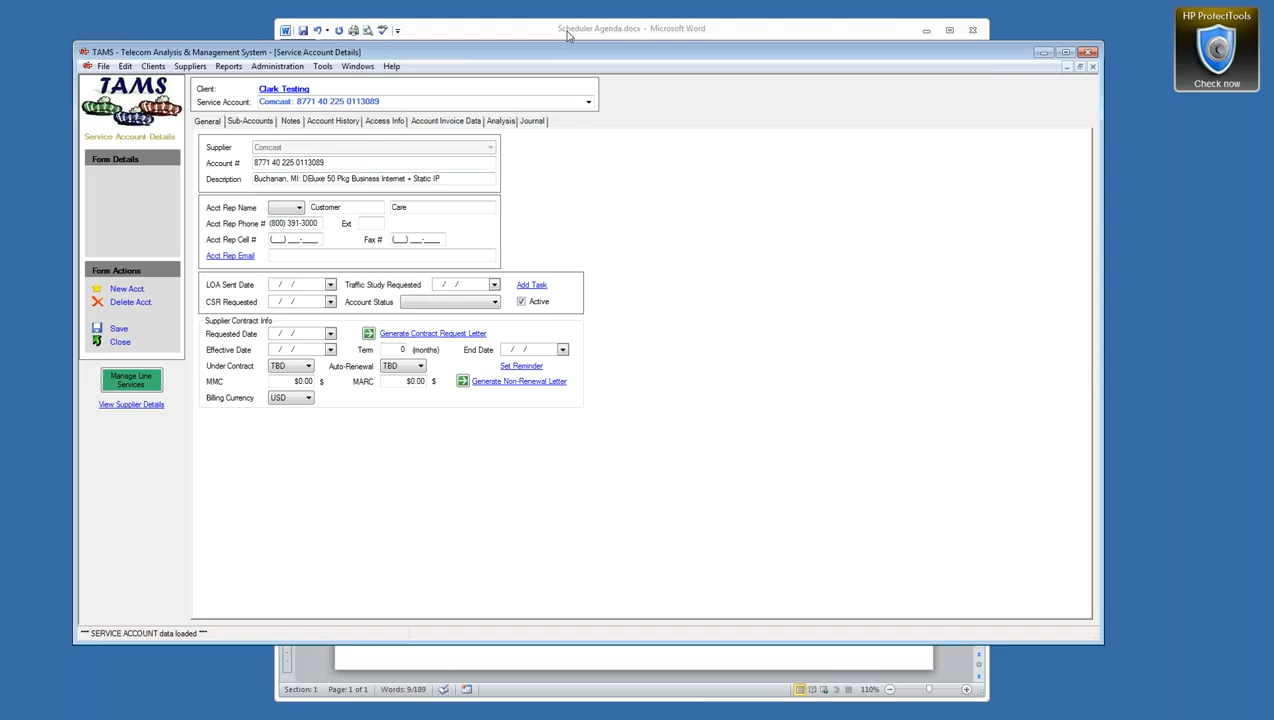 Scheduler Agenda.docx - Microsoft Word
HP ProtectTools
Check now
TAMS - Telecom Analysis & Management System - [Service Account Details]
File Edit Clients Suppliers Reports Administration Tools Windows Help
TAMS
Service Account Details
Form Details
Form Actions
New Acct.
Delete Acct.
Save
Close
Manage Line
Services
View Supplier Details
Client: Clark Testing
Service Account: Comcast: 8771 40 225 0113089
General Sub-Accounts Notes Account History Access Info Account Invoice Data Analysis Journal
Supplier Comcast
Account # 8771 40 225 0113089
Description Buchanan, MI: DEluxe 50 Pkg Business Internet + Static IP
Acct Rep Name Customer Care
Acct Rep Phone # (800) 391-3000 Ext
Acct Rep Cell # (___) ___-____ Fax # (___) ___-____
Acct Rep Email
LOA Sent Date / / Traffic Study Requested / / Add Task
CSR Requested / / Account Status Active
Supplier Contract Info
Requested Date / / Generate Contract Request Letter
Effective Date / / Term 0 (months) End Date / /
Under Contract TBD Auto-Renewal TBD Set Reminder
MMC $0.00 $ MARC $0.00 $ Generate Non-Renewal Letter
Billing Currency USD
*** SERVICE ACCOUNT data loaded ***
Section: 1 Page: 1 of 1 Words: 9/189 110%